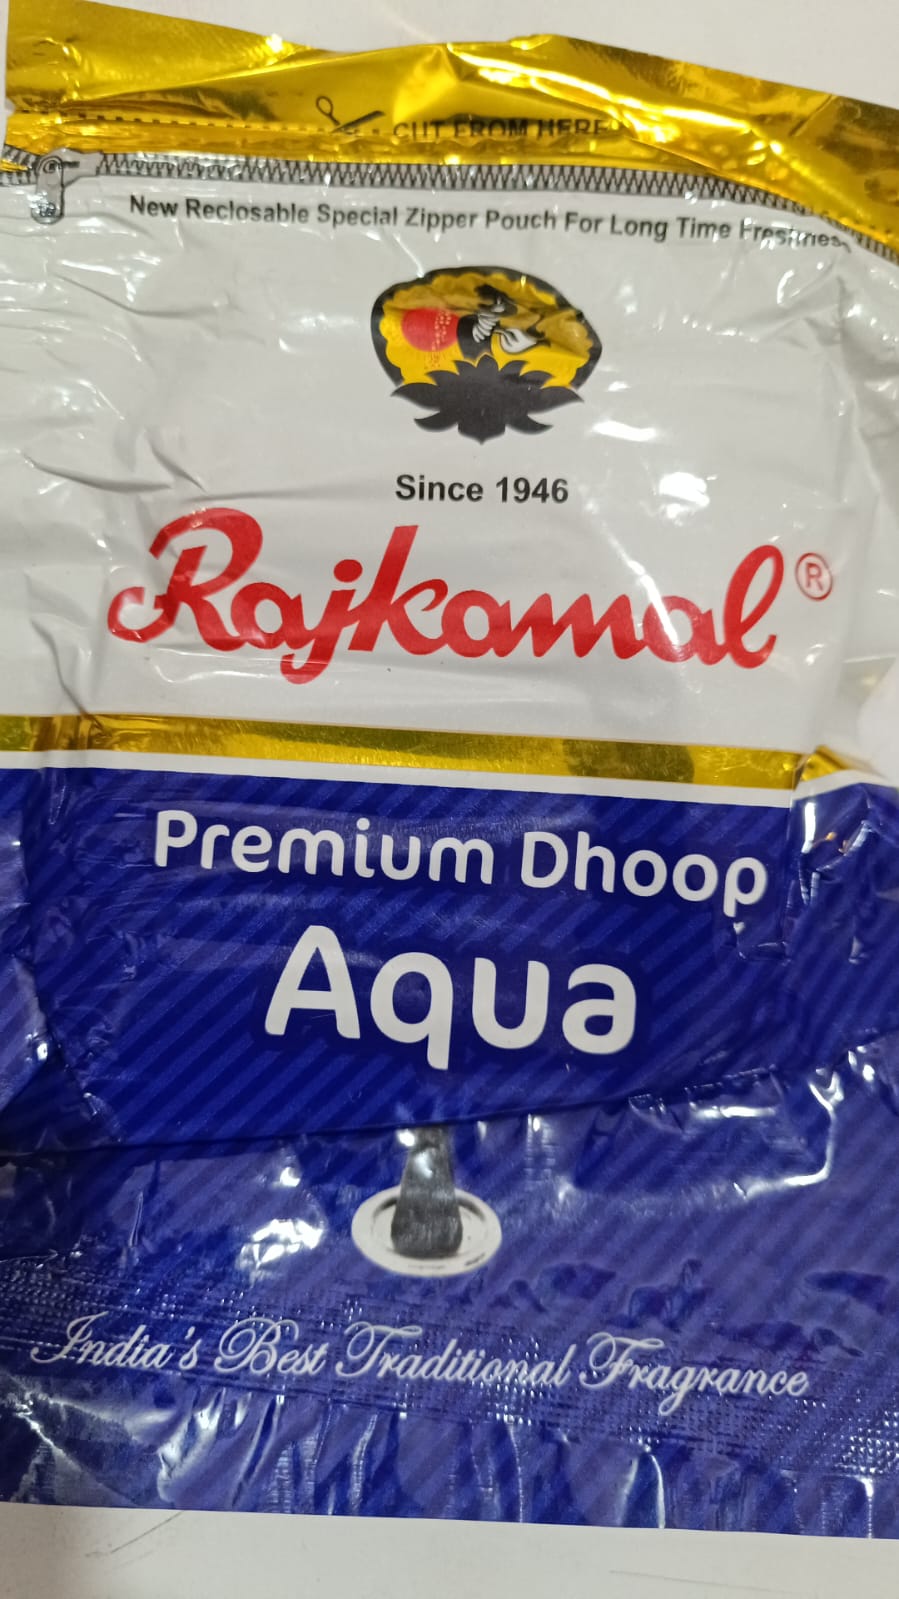 CUT FROM HERE
New Reclosable Special Zipper Pouch For Long Time Freshness
Since 1946
Rajkamal®
Premium Dhoop
Aqua
India's Best Traditional Fragrance